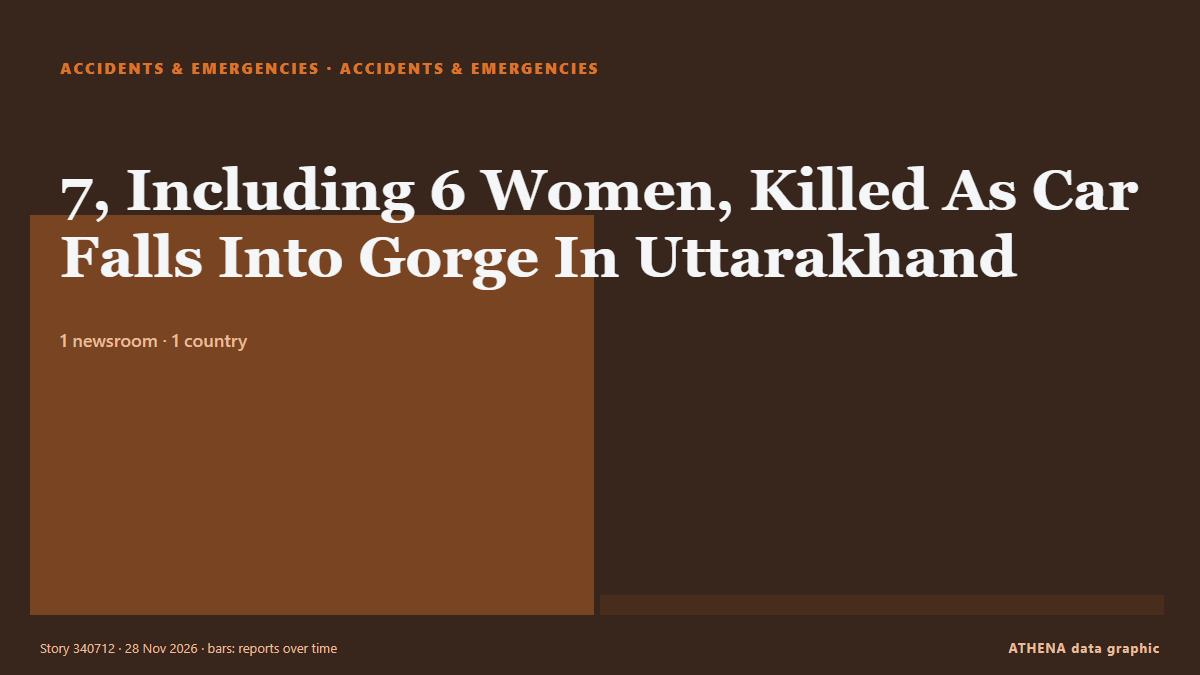 ACCIDENTS & EMERGENCIES · ACCIDENTS & EMERGENCIES
7, Including 6 Women, Killed As Car
Falls Into Gorge In Uttarakhand
1 newsroom · 1 country
Story 340712 · 28 Nov 2026 · bars: reports over time
ATHENA data graphic